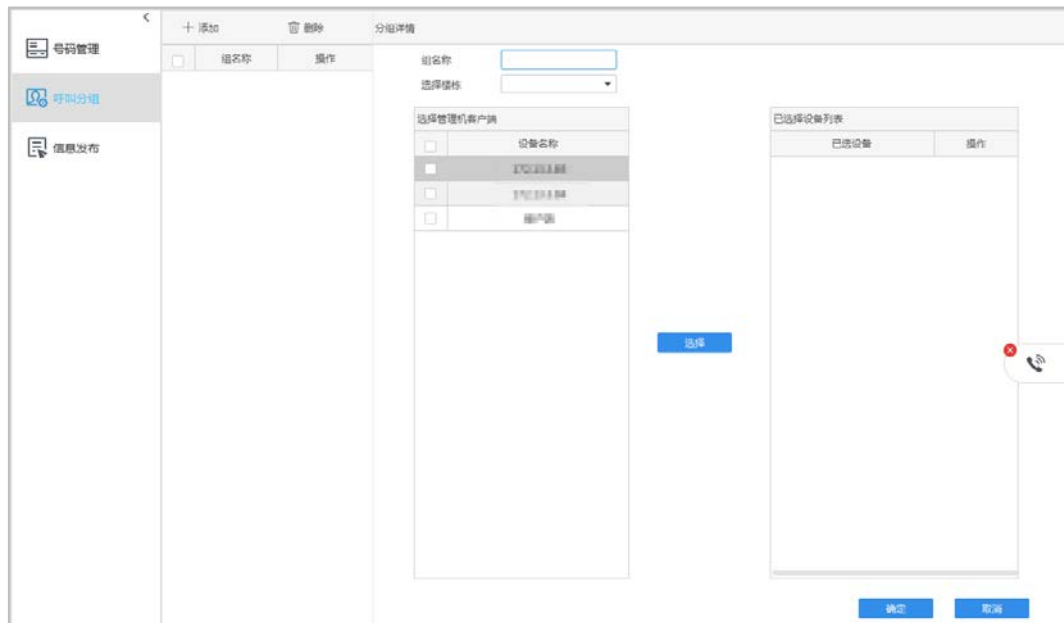 号码管理
呼叫分组
信息发布
添加
删除
组名称
操作
分组详情
组名称
选择楼栋
选择管理机客户端
设备名称
选择
已选择设备列表
已选设备
操作
确定
取消